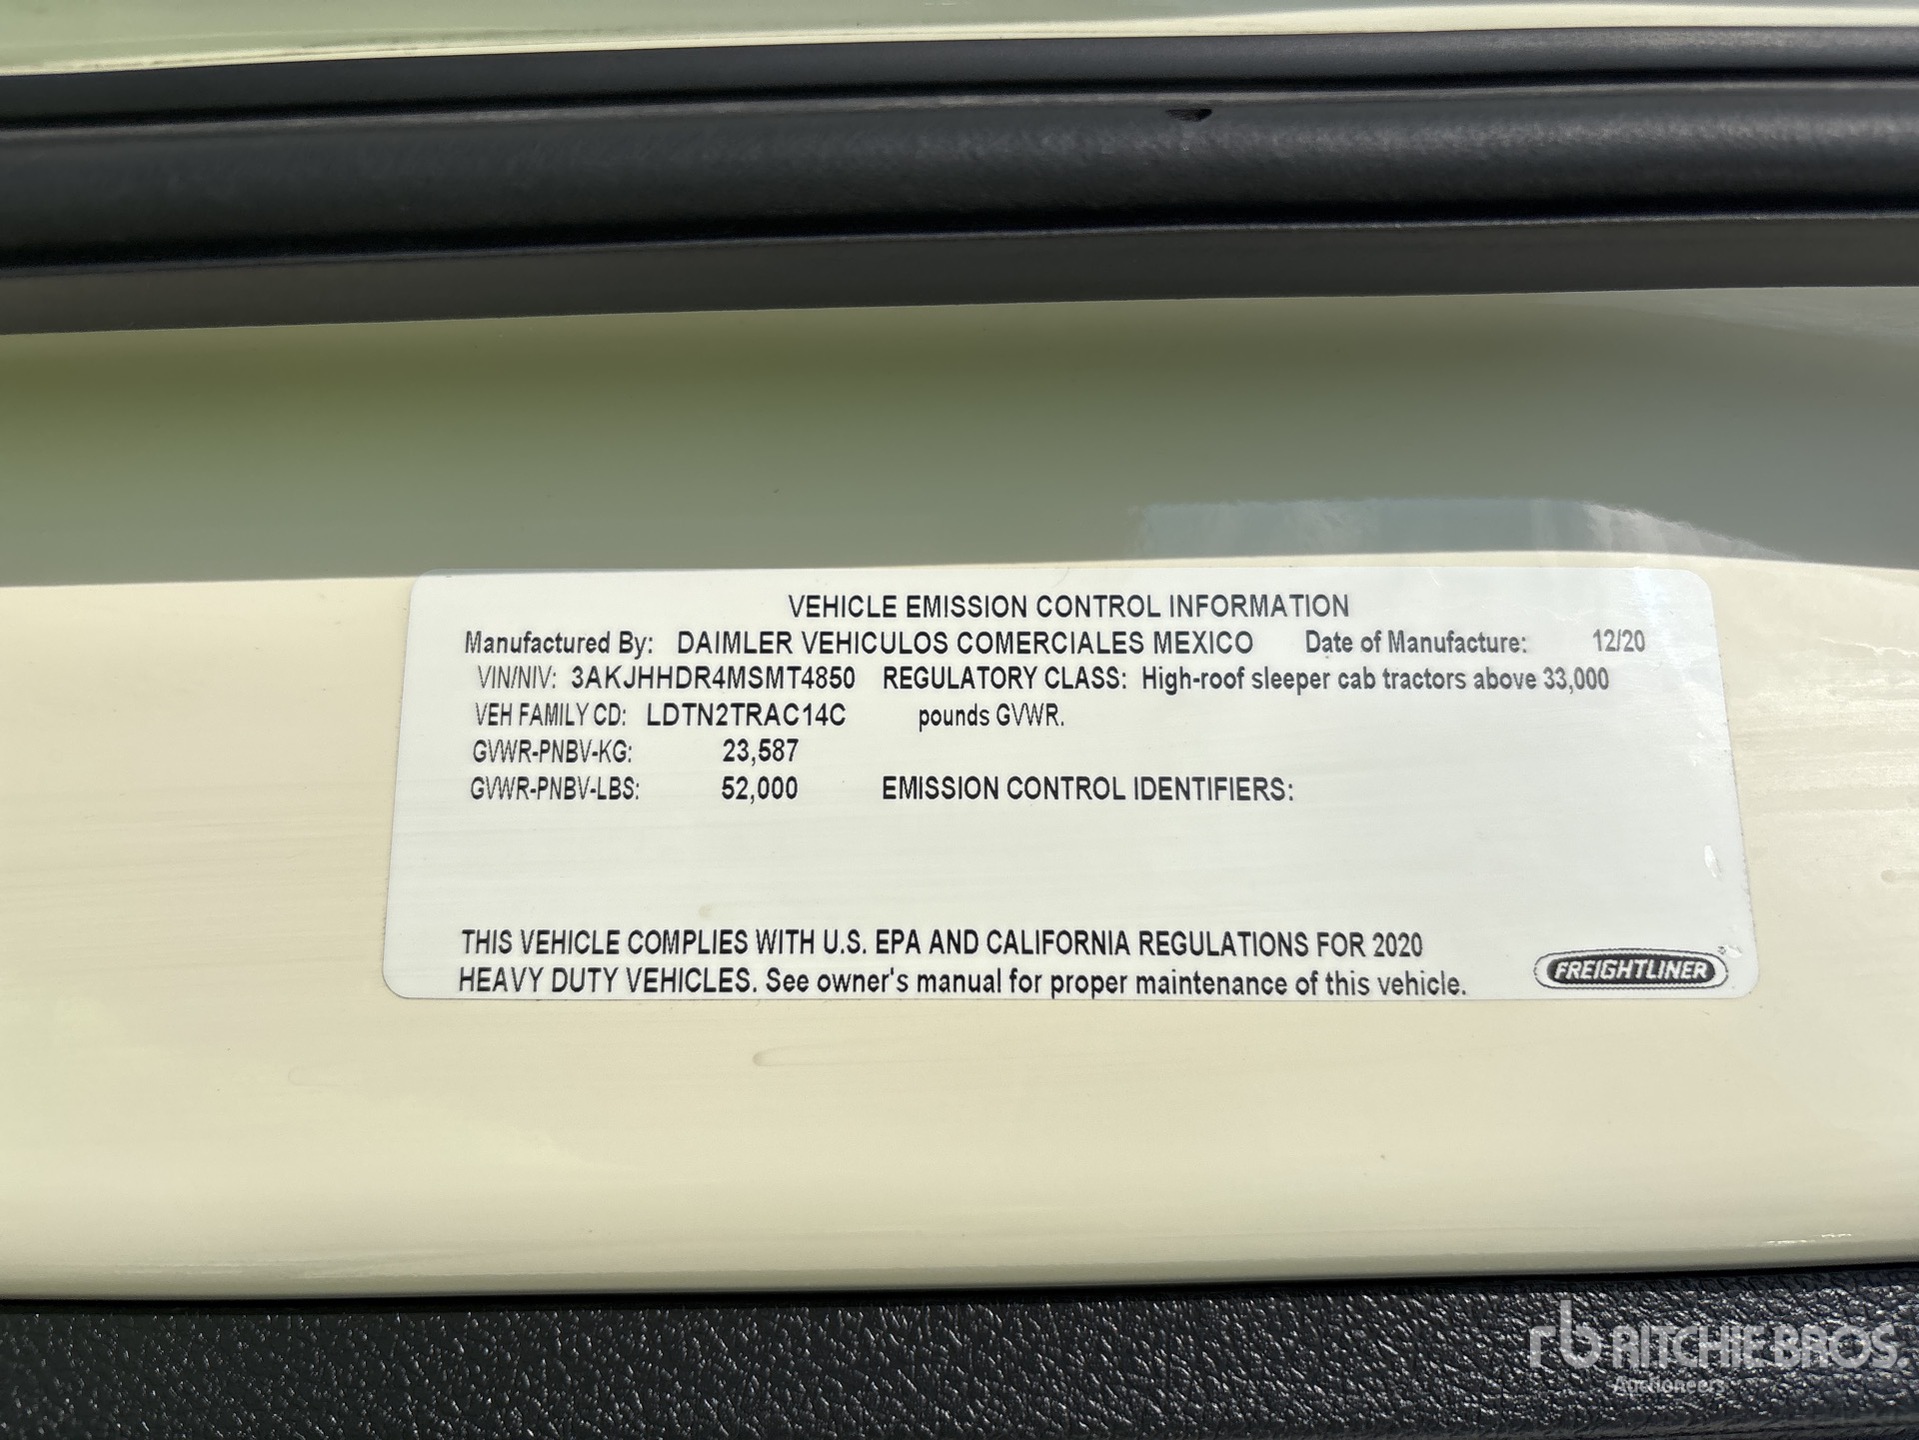 VEHICLE EMISSION CONTROL INFORMATION
Manufactured By: DAIMLER VEHICULOS COMERCIALES MEXICO Date of Manufacture: 12/20
VIN/NIV: 3AKJHHDR4MSMT4850 REGULATORY CLASS: High-roof sleeper cab tractors above 33,000
VEH FAMILY CD: LDTN2TRAC14C pounds GVWR.
GVWR-PNBV-KG: 23,587
GVWR-PNBV-LBS: 52,000 EMISSION CONTROL IDENTIFIERS:
THIS VEHICLE COMPLIES WITH U.S. EPA AND CALIFORNIA REGULATIONS FOR 2020
HEAVY DUTY VEHICLES. See owner's manual for proper maintenance of this vehicle.
FREIGHTLINER
rb RITCHIE BROS.
Auctioneers